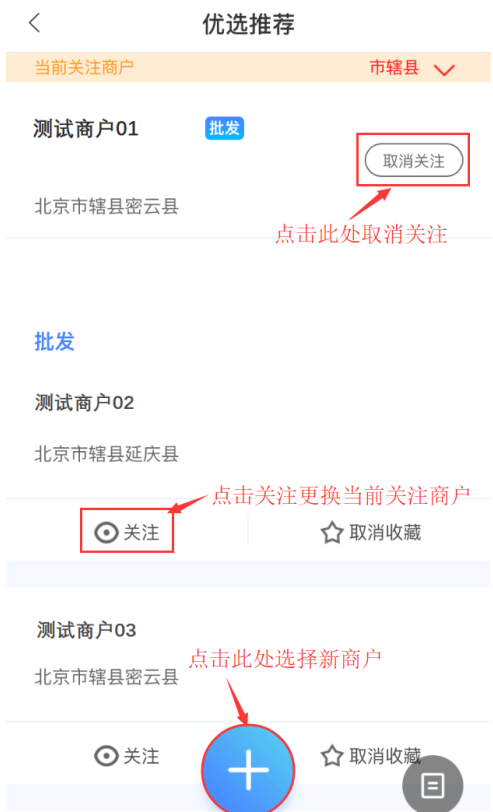 优选推荐
当前关注商户 市辖县
测试商户01 批发
取消关注
北京市辖县密云县
点击此处取消关注
批发
测试商户02
北京市辖县延庆县
点击关注更换当前关注商户
关注 取消收藏
测试商户03
点击此处选择新商户
北京市辖县密云县
关注 取消收藏